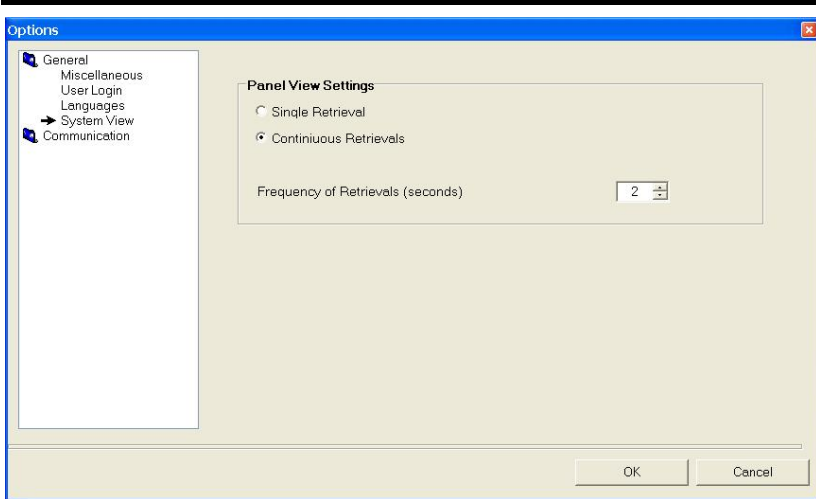 Options
General
Miscellaneous
User Login
Languages
System View
Communication
Panel View Settings
Single Retrieval
Continiuous Retrievals
Frequency of Retrievals (seconds) 2
OK Cancel